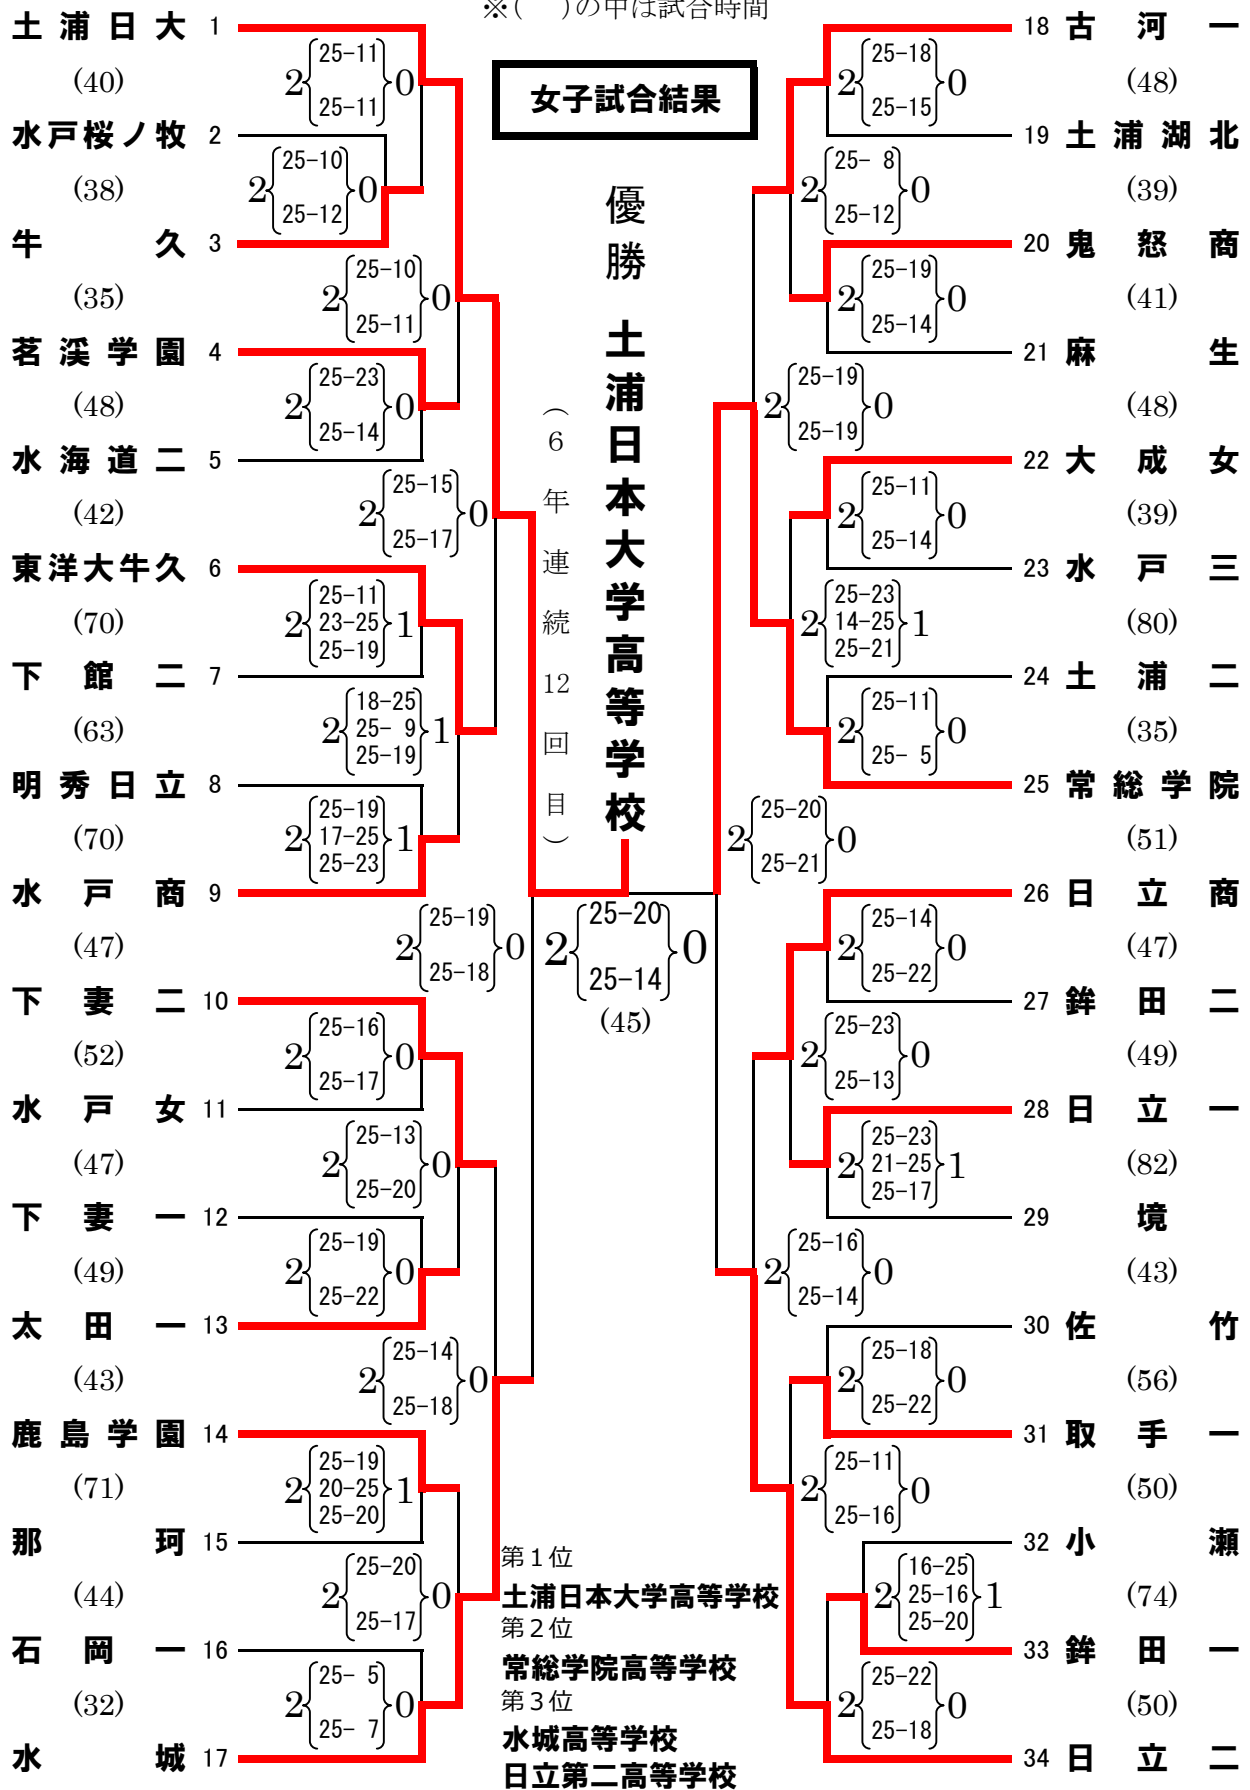 ※(　)の中は試合時間
女子試合結果
優勝 土浦日本大学高等学校
（6年連続12回目）
土浦日大 1
(40)
2 25-11 25-11 0
水戸桜ノ牧 2
(38)
2 25-10 25-12 0
牛久 3
(35)
2 25-10 25-11 0
茗渓学園 4
(48)
2 25-23 25-14 0
水海道二 5
(42)
2 25-15 25-17 0
東洋大牛久 6
(70)
2 25-11 23-25 25-19 1
下館二 7
(63)
2 18-25 25- 9 25-19 1
明秀日立 8
(70)
2 25-19 17-25 25-23 1
水戸商 9
(47)
2 25-19 25-18 0
下妻二 10
(52)
2 25-16 25-17 0
水戸女 11
(47)
2 25-13 25-20 0
下妻一 12
(49)
2 25-19 25-22 0
太田一 13
(43)
2 25-14 25-18 0
鹿島学園 14
(71)
2 25-19 20-25 25-20 1
那珂 15
(44)
2 25-20 25-17 0
石岡一 16
(32)
2 25- 5 25- 7 0
水城 17
2 25-20 25-14 0
(45)
18 古河一
(48)
2 25-18 25-15 0
19 土浦湖北
(39)
2 25- 8 25-12 0
20 鬼怒商
(41)
2 25-19 25-14 0
21 麻生
(48)
2 25-19 25-19 0
22 大成女
(39)
2 25-11 25-14 0
23 水戸三
(80)
2 25-23 14-25 25-21 1
24 土浦二
(35)
2 25-11 25- 5 0
25 常総学院
(51)
2 25-20 25-21 0
26 日立商
(47)
2 25-14 25-22 0
27 鉾田二
(49)
2 25-23 25-13 0
28 日立一
(82)
2 25-23 21-25 25-17 1
29 境
(43)
2 25-16 25-14 0
30 佐竹
(56)
2 25-18 25-22 0
31 取手一
(50)
2 25-11 25-16 0
32 小瀬
(74)
2 16-25 25-16 25-20 1
33 鉾田一
(50)
2 25-22 25-18 0
34 日立二
第1位
土浦日本大学高等学校
第2位
常総学院高等学校
第3位
水城高等学校
日立第二高等学校